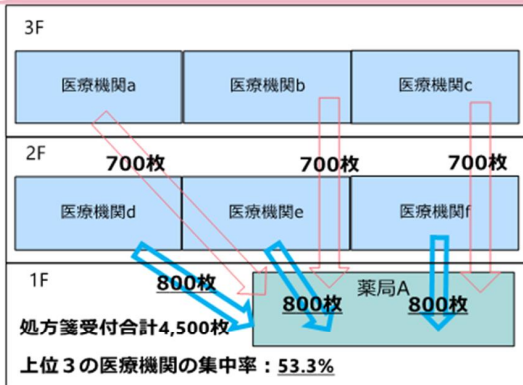 3F
医療機関a
医療機関b
医療機関c
2F
700枚
700枚
700枚
医療機関d
医療機関e
医療機関f
1F
800枚
800枚
薬局A
800枚
処方箋受付合計4,500枚
上位３の医療機関の集中率：53.3%